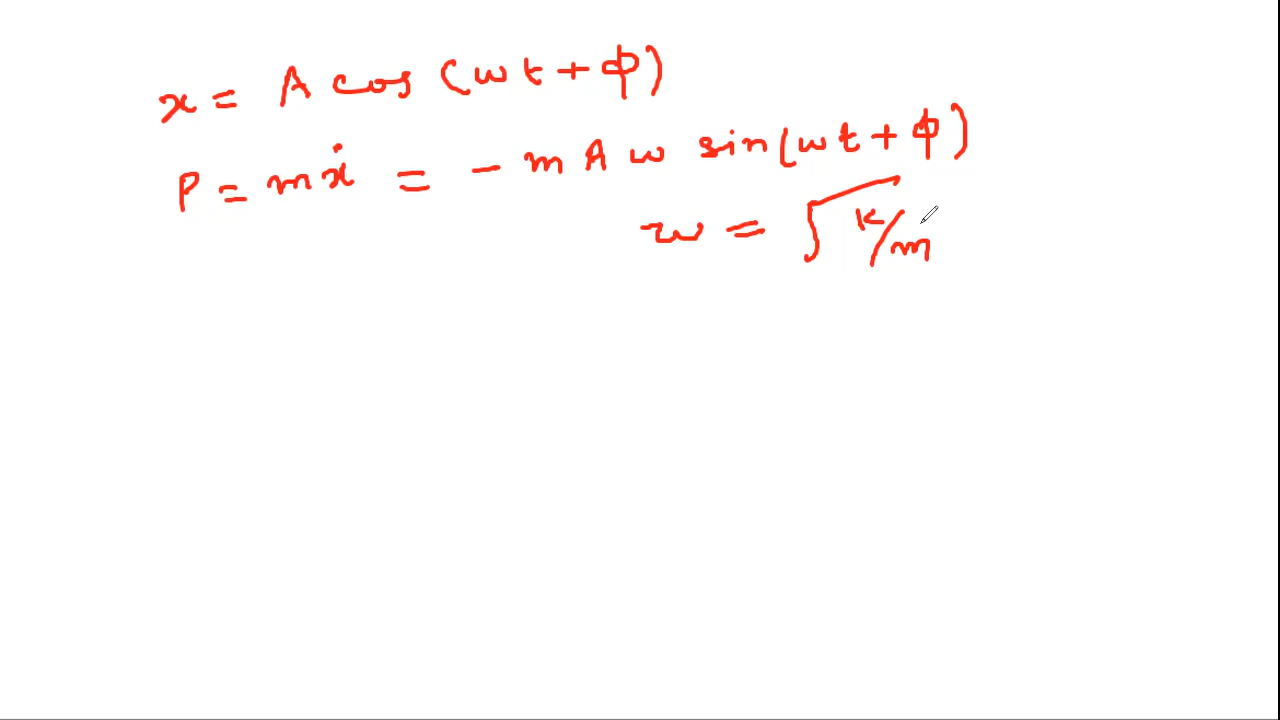 x = A cos (ωt + φ)
P = mẋ = - m A ω sin(ωt + φ)
ω = √K/m